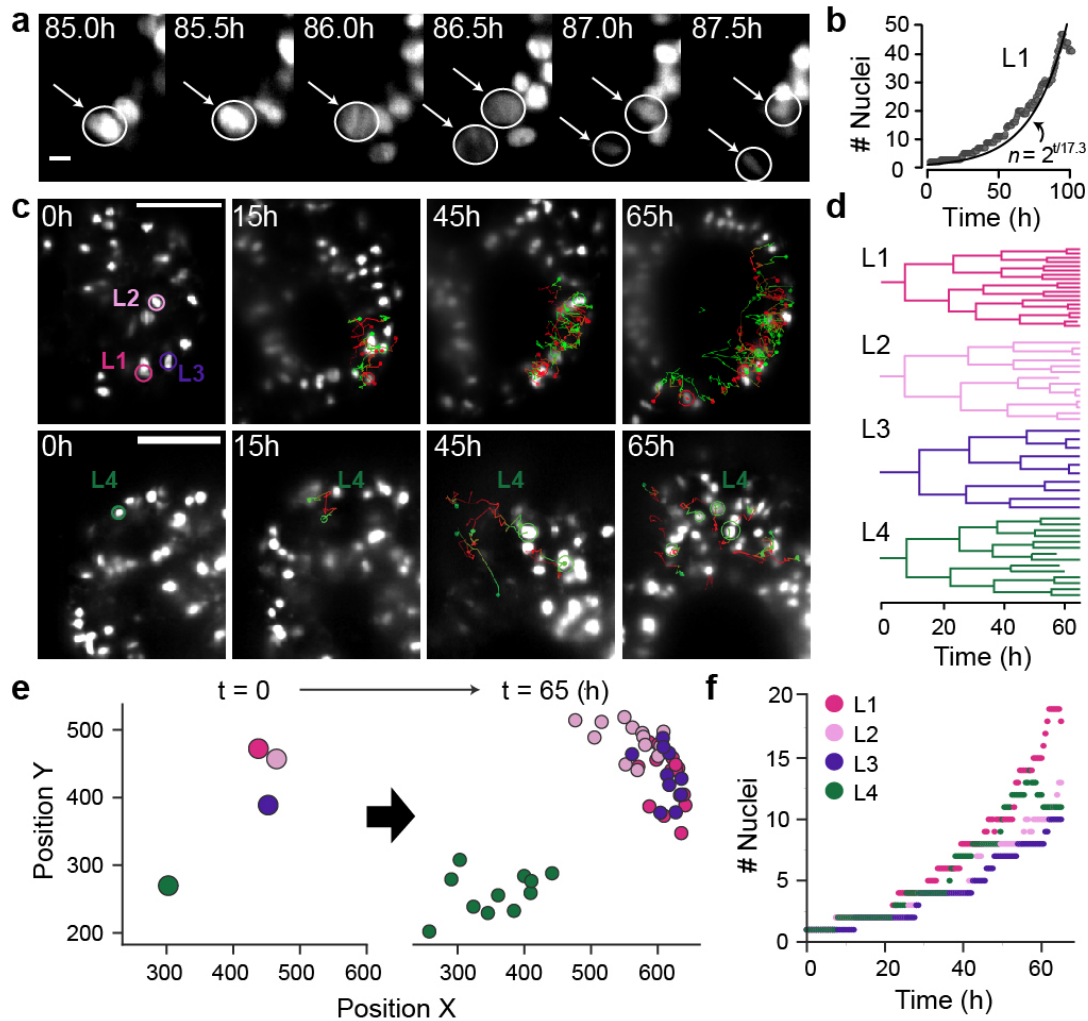 a
85.0h 85.5h 86.0h 86.5h 87.0h 87.5h
b
50
40
30
20
10
0
# Nuclei
L1
n = 2^t/17.3
0 50 100
Time (h)
c
0h 15h 45h 65h
L2
L1
L3
0h 15h 45h 65h
L4 L4 L4
d
L1
L2
L3
L4
0 20 40 60
Time (h)
e
t = 0 t = 65 (h)
500
400
300
200
Position Y
300 400 500 600 300 400 500 600
Position X
f
20
15
10
5
0
# Nuclei
L1
L2
L3
L4
0 20 40 60
Time (h)